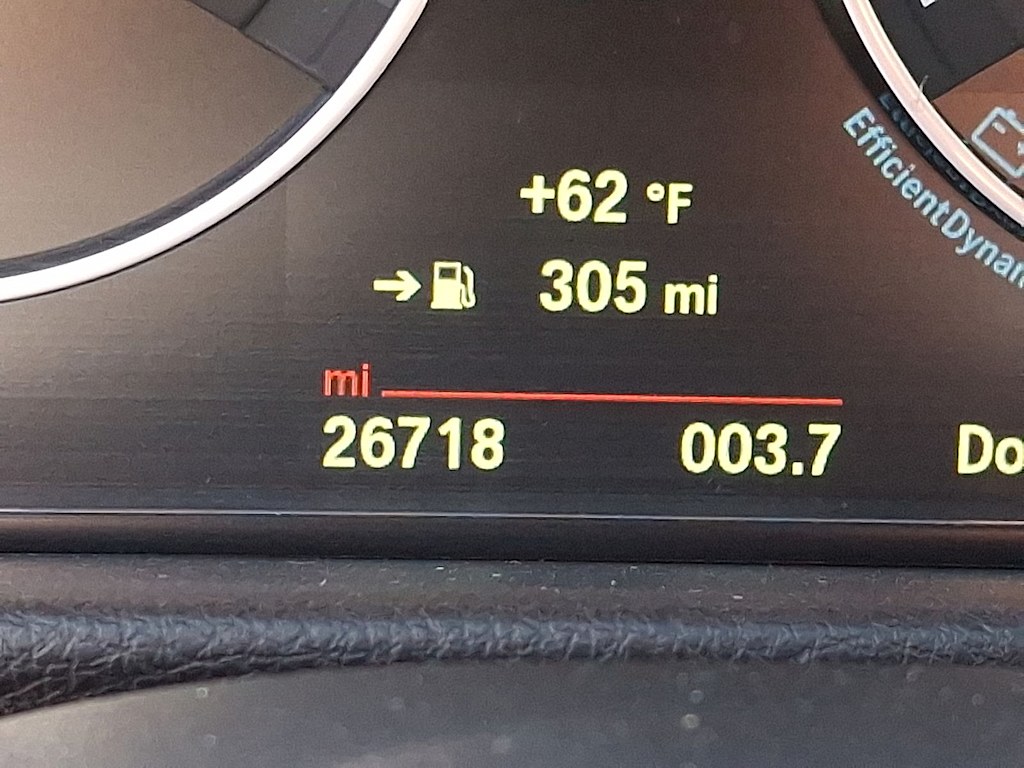 +62 °F
305 mi
mi
26718 003.7 Do
EfficientDynam